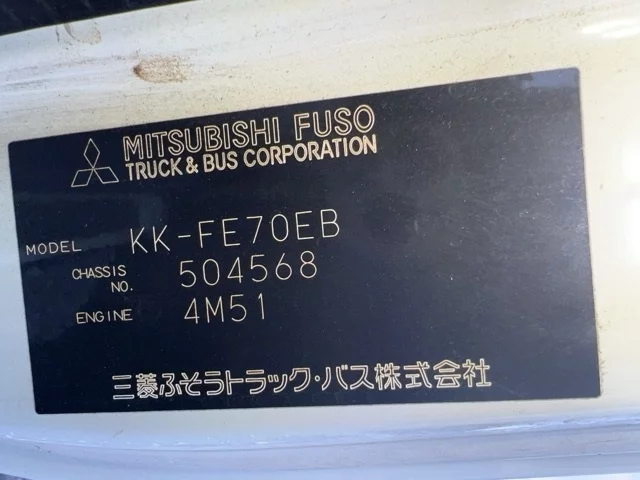 MITSUBISHI FUSO
TRUCK & BUS CORPORATION
MODEL KK-FE70EB
CHASSIS NO. 504568
ENGINE 4M51
三菱ふそうトラック・バス株式会社